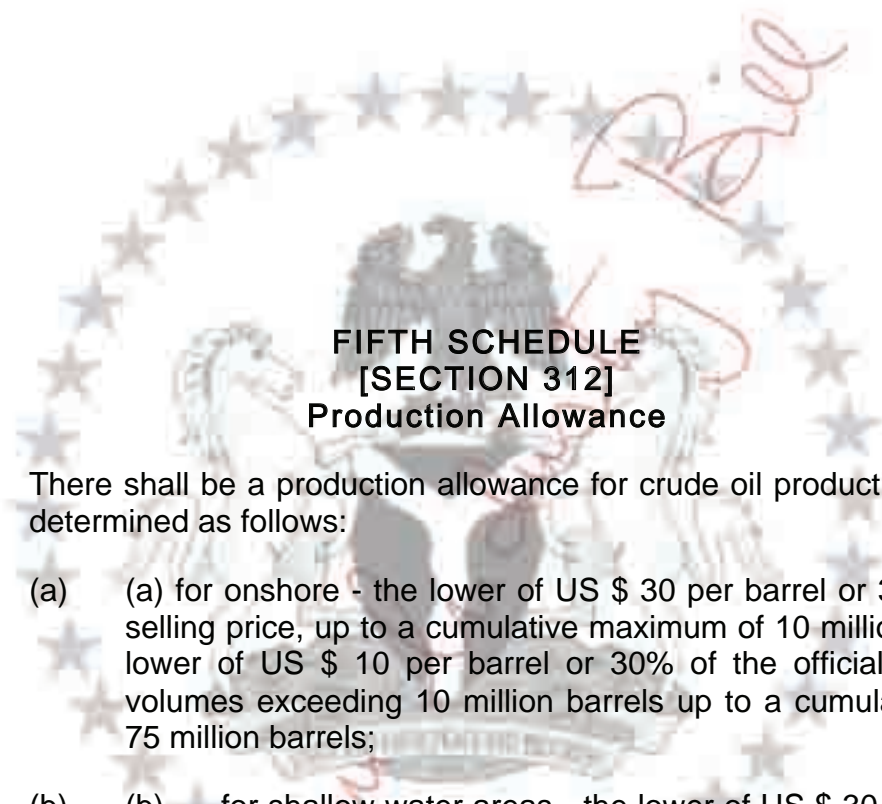 Bill
FIFTH SCHEDULE
[SECTION 312]
Production Allowance
There shall be a production allowance for crude oil
determined as follows:
(a) (a) for onshore - the lower of US $ 30 per barrel or
selling price, up to a cumulative maximum of 10
lower of US $ 10 per barrel or 30% of the official
volumes exceeding 10 million barrels up to a
75 million barrels;
(b) (b) for shallow water areas - the lower of US $ 30